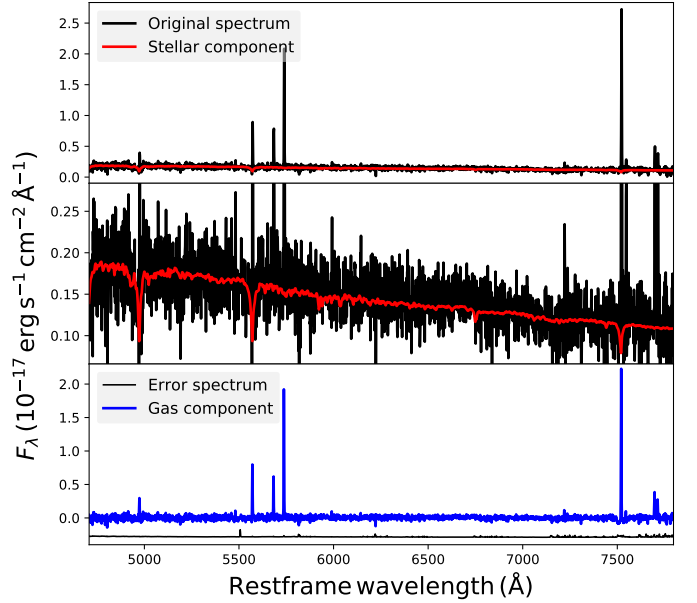 Original spectrum
Stellar component
2.5
2.0
1.5
1.0
0.5
0.0
0.25
0.20
0.15
0.10
Error spectrum
Gas component
2.0
1.5
1.0
0.5
0.0
F_λ (10⁻¹⁷ erg s⁻¹ cm⁻² Å⁻¹)
5000 5500 6000 6500 7000 7500
Restframe wavelength (Å)